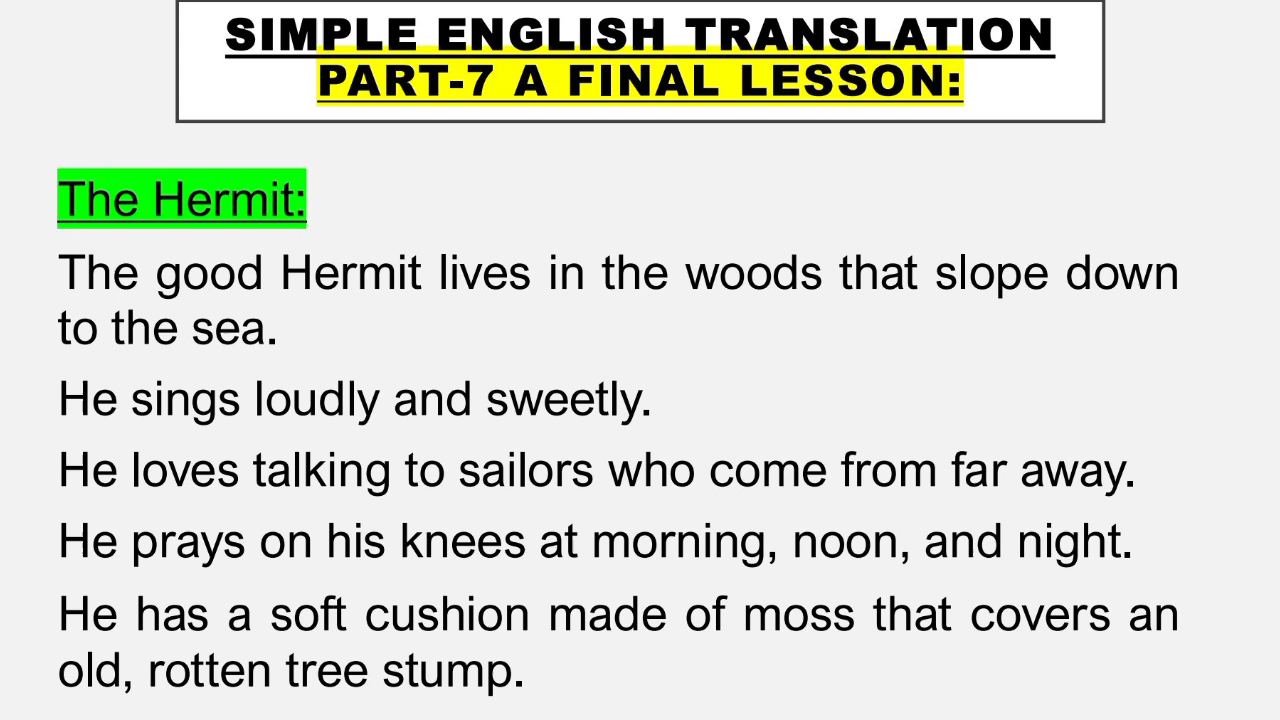 SIMPLE ENGLISH TRANSLATION
PART-7 A FINAL LESSON:
The Hermit:
The good Hermit lives in the woods that slope down
to the sea.
He sings loudly and sweetly.
He loves talking to sailors who come from far away.
He prays on his knees at morning, noon, and night.
He has a soft cushion made of moss that covers an
old, rotten tree stump.